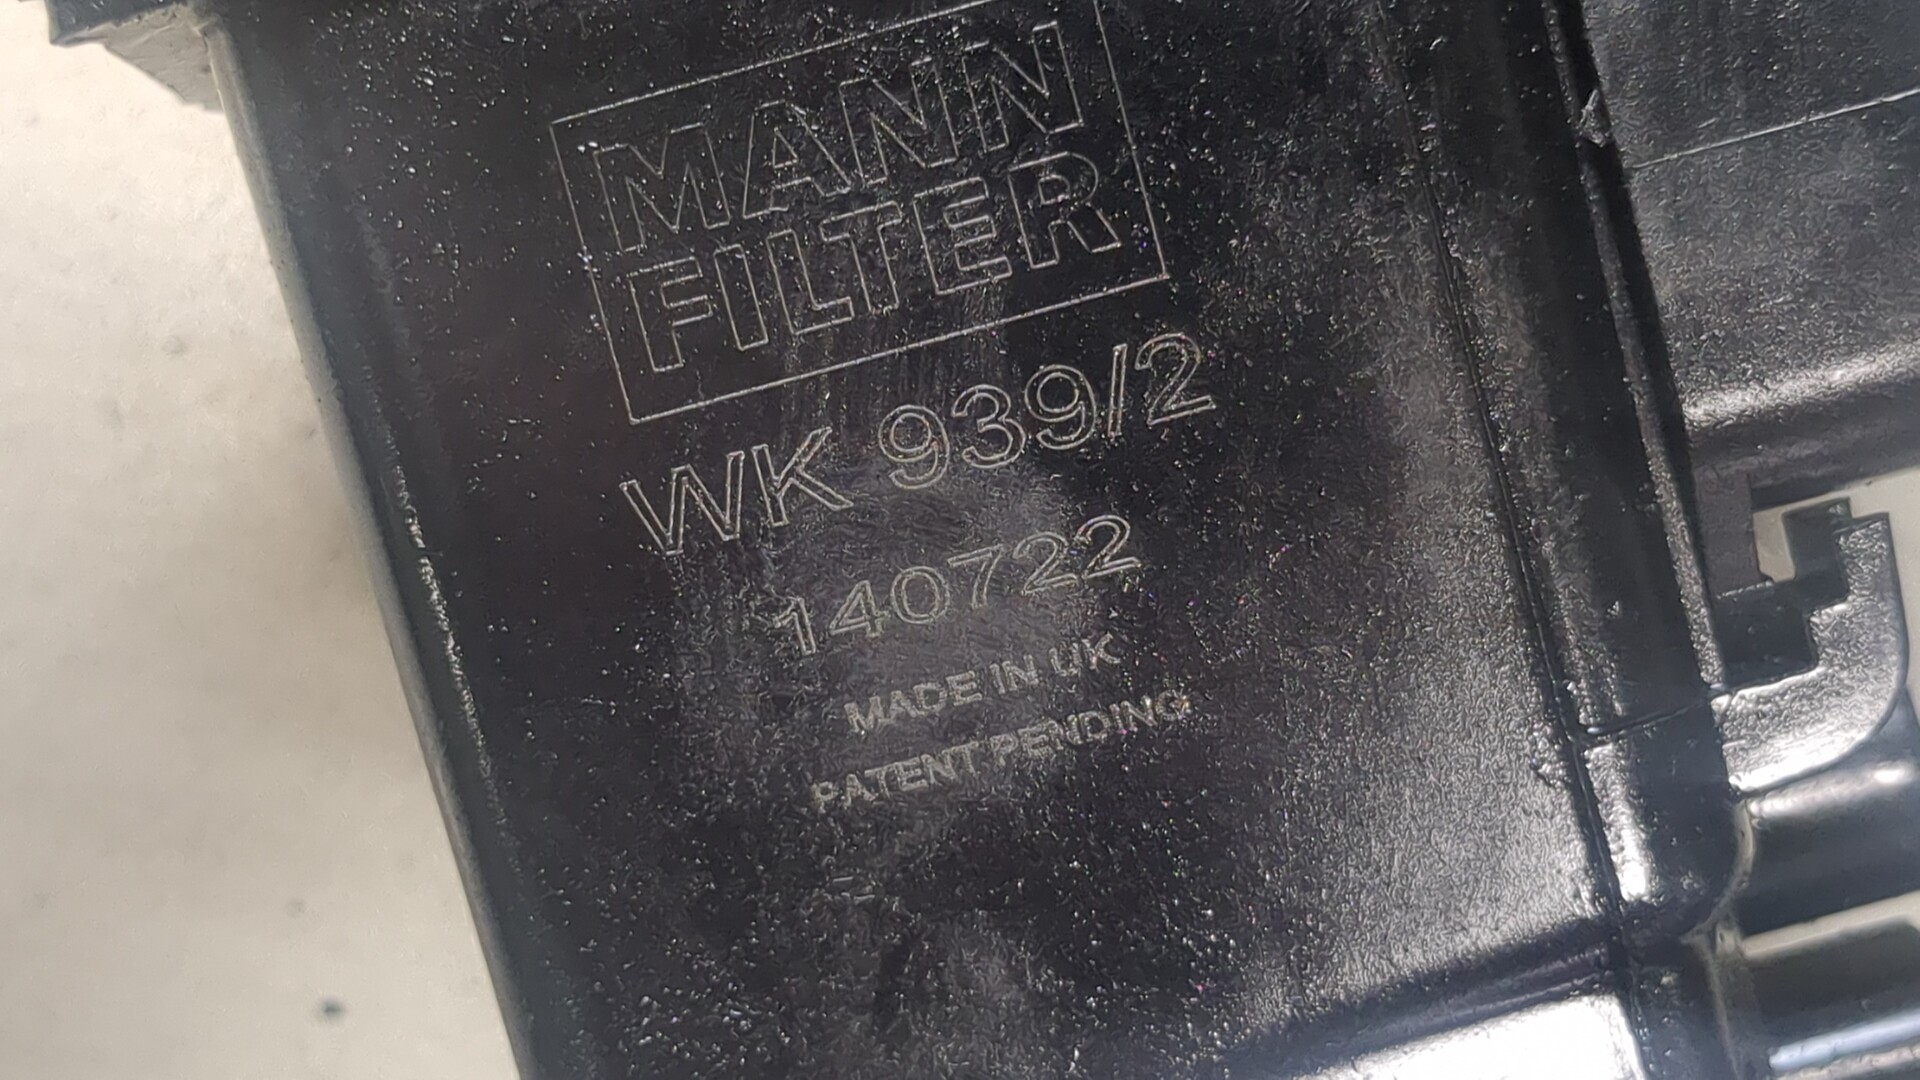 MANN
FILTER
WK 939/2
140722
MADE IN UK
PATENT PENDING